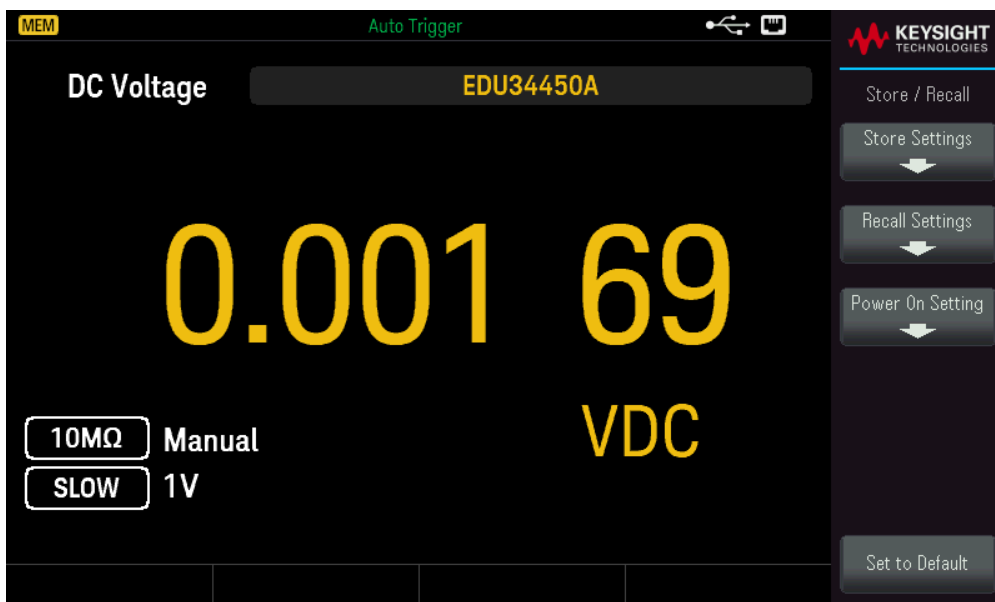 MEM
Auto Trigger
KEYSIGHT
TECHNOLOGIES
DC Voltage
EDU34450A
Store / Recall
Store Settings
Recall Settings
Power On Setting
0.001 69
VDC
10MΩ Manual
SLOW 1V
Set to Default